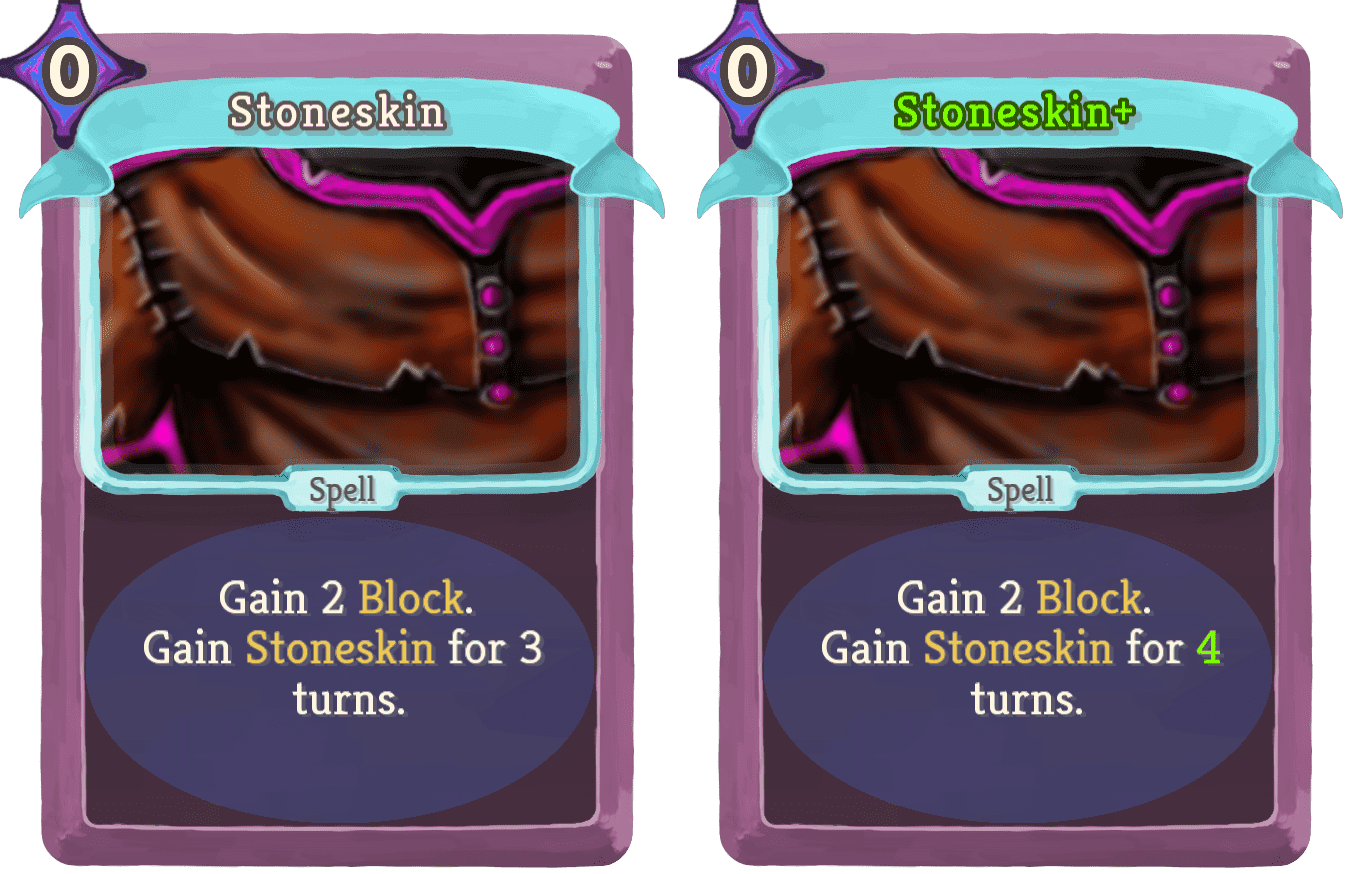 0
Stoneskin
Spell
Gain 2 Block.
Gain Stoneskin for 3
turns.
0
Stoneskin+
Spell
Gain 2 Block.
Gain Stoneskin for 4
turns.